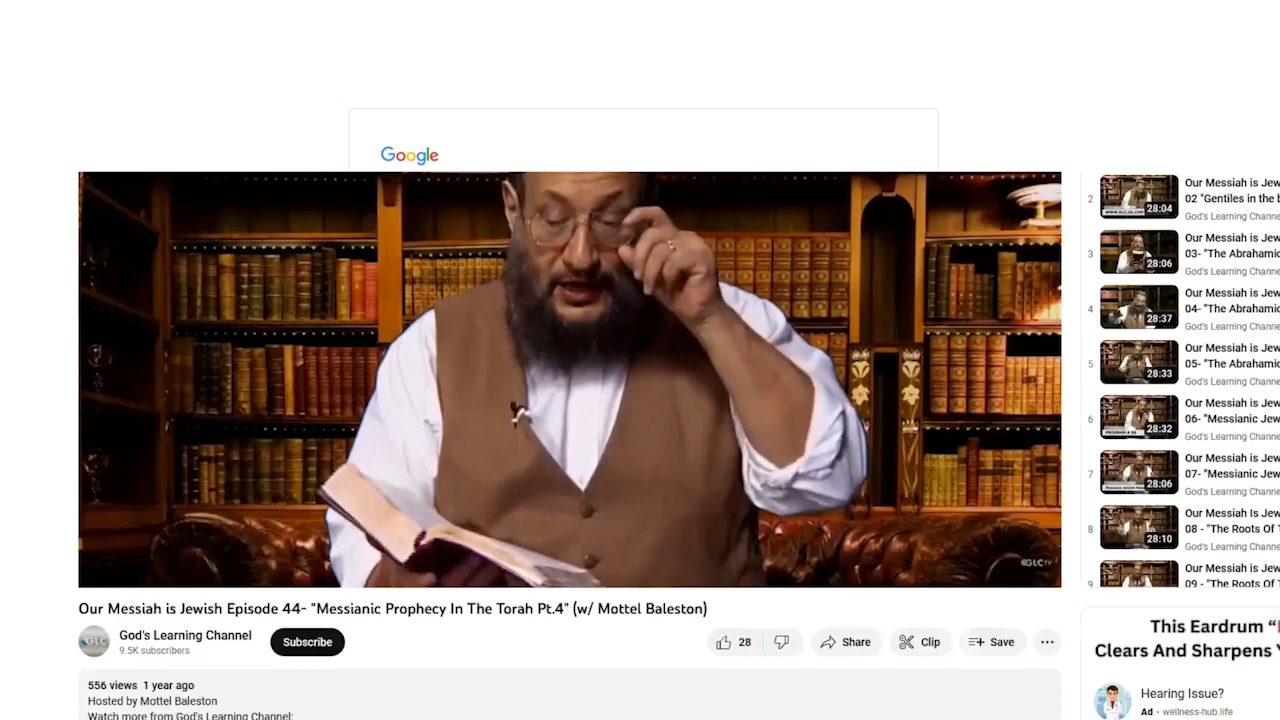 Google
GLC TV
Our Messiah is Jewish Episode 44- "Messianic Prophecy In The Torah Pt.4" (w/ Mottel Baleston)
GLC
God's Learning Channel
9.5K subscribers
Subscribe
28
Share
Clip
Save
556 views 1 year ago
Hosted by Mottel Baleston
Watch more from God's Learning Channel:
2
28:04
Our Messiah is Jew
02 "Gentiles in the b
God's Learning Channe
3
28:06
Our Messiah is Jew
03- "The Abrahamic
God's Learning Channe
4
28:37
Our Messiah is Jew
04- "The Abrahamic
God's Learning Channe
5
28:33
Our Messiah is Jew
05- "The Abrahamic
God's Learning Channe
6
28:32
Our Messiah is Jew
06- "Messianic Jew
God's Learning Channe
7
28:06
Our Messiah is Jew
07- "Messianic Jew
God's Learning Channe
8
28:10
Our Messiah Is Jew
08 - "The Roots Of T
God's Learning Channe
9
Our Messiah is Jew
09 - "The Roots Of T
This Eardrum "
Clears And Sharpens Y
Hearing Issue?
Ad · wellness-hub.life